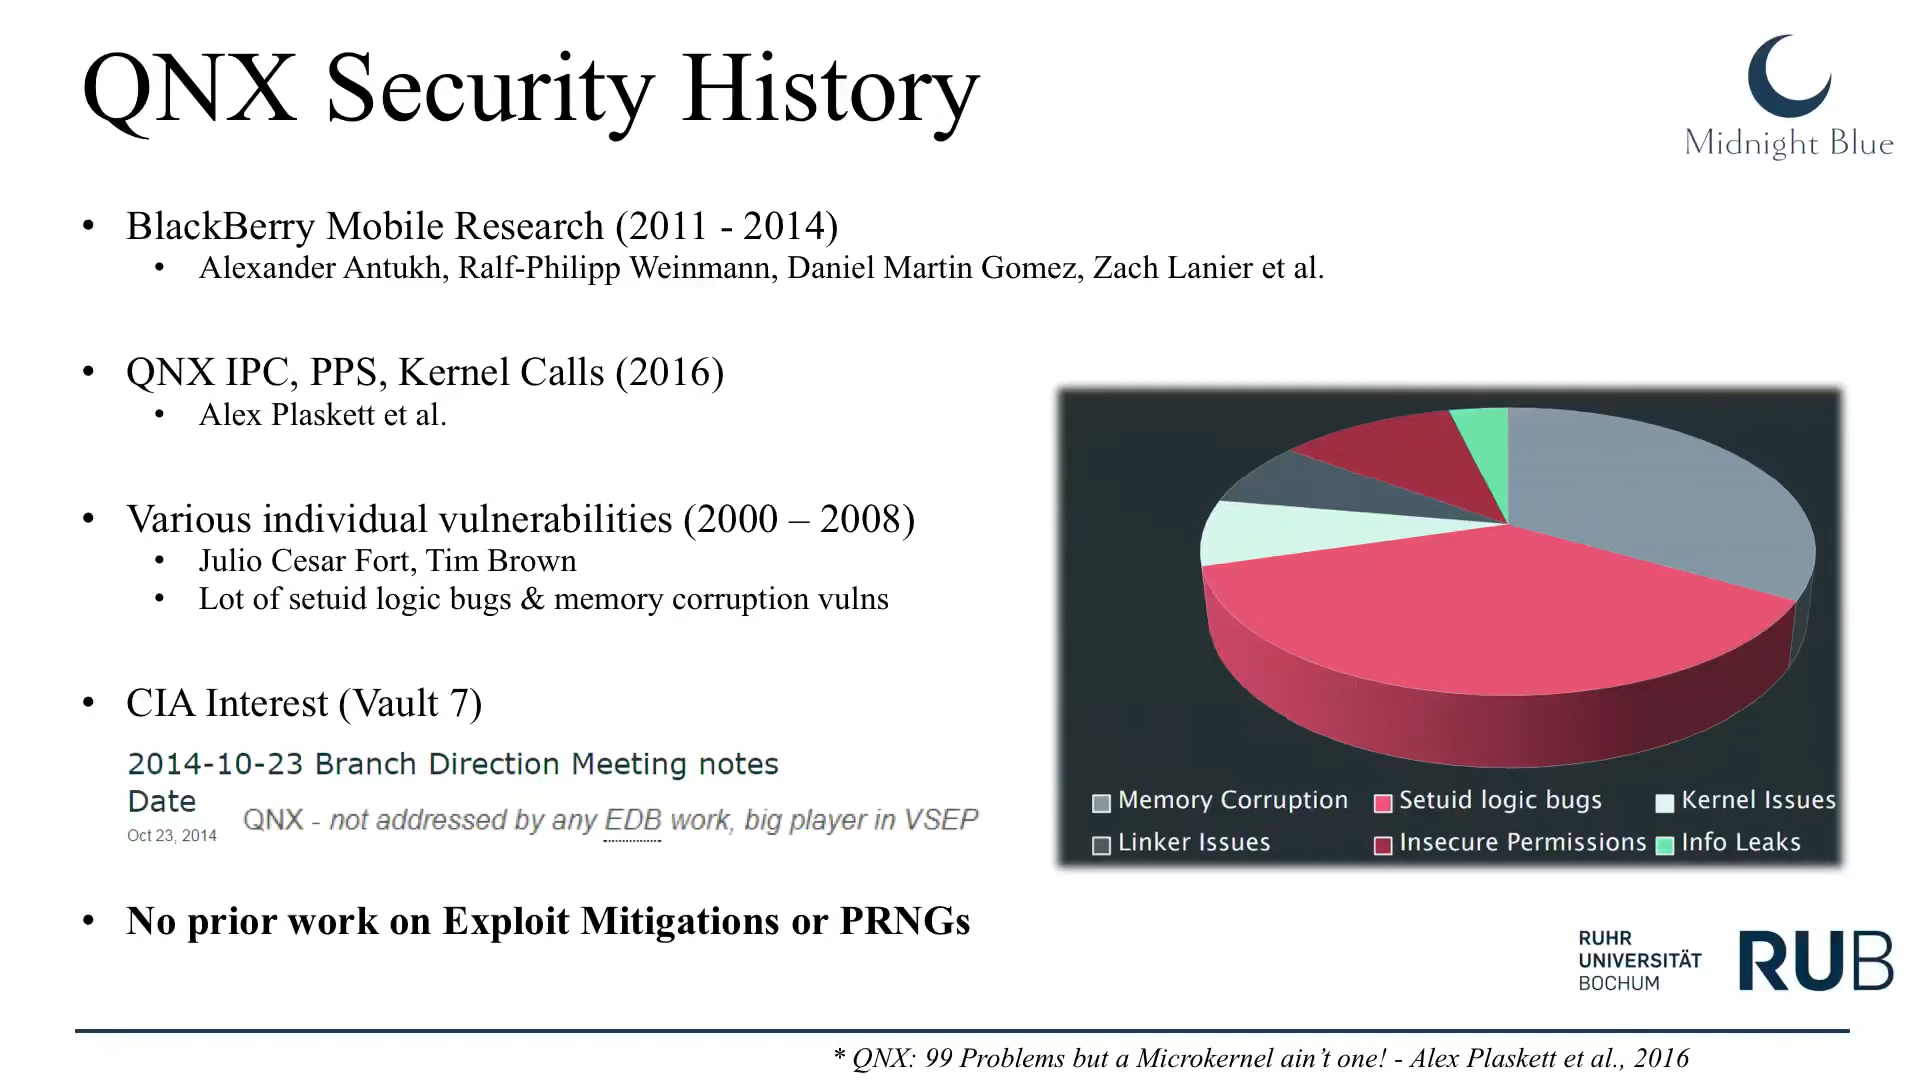 QNX Security History
Midnight Blue
• BlackBerry Mobile Research (2011 - 2014)
• Alexander Antukh, Ralf-Philipp Weinmann, Daniel Martin Gomez, Zach Lanier et al.
• QNX IPC, PPS, Kernel Calls (2016)
• Alex Plaskett et al.
• Various individual vulnerabilities (2000 – 2008)
• Julio Cesar Fort, Tim Brown
• Lot of setuid logic bugs & memory corruption vulns
• CIA Interest (Vault 7)
2014-10-23 Branch Direction Meeting notes
Date
Oct 23, 2014
QNX - not addressed by any EDB work, big player in VSEP
Memory Corruption Setuid logic bugs Kernel Issues
Linker Issues Insecure Permissions Info Leaks
• No prior work on Exploit Mitigations or PRNGs
RUHR
UNIVERSITÄT
BOCHUM
RUB
* QNX: 99 Problems but a Microkernel ain’t one! - Alex Plaskett et al., 2016